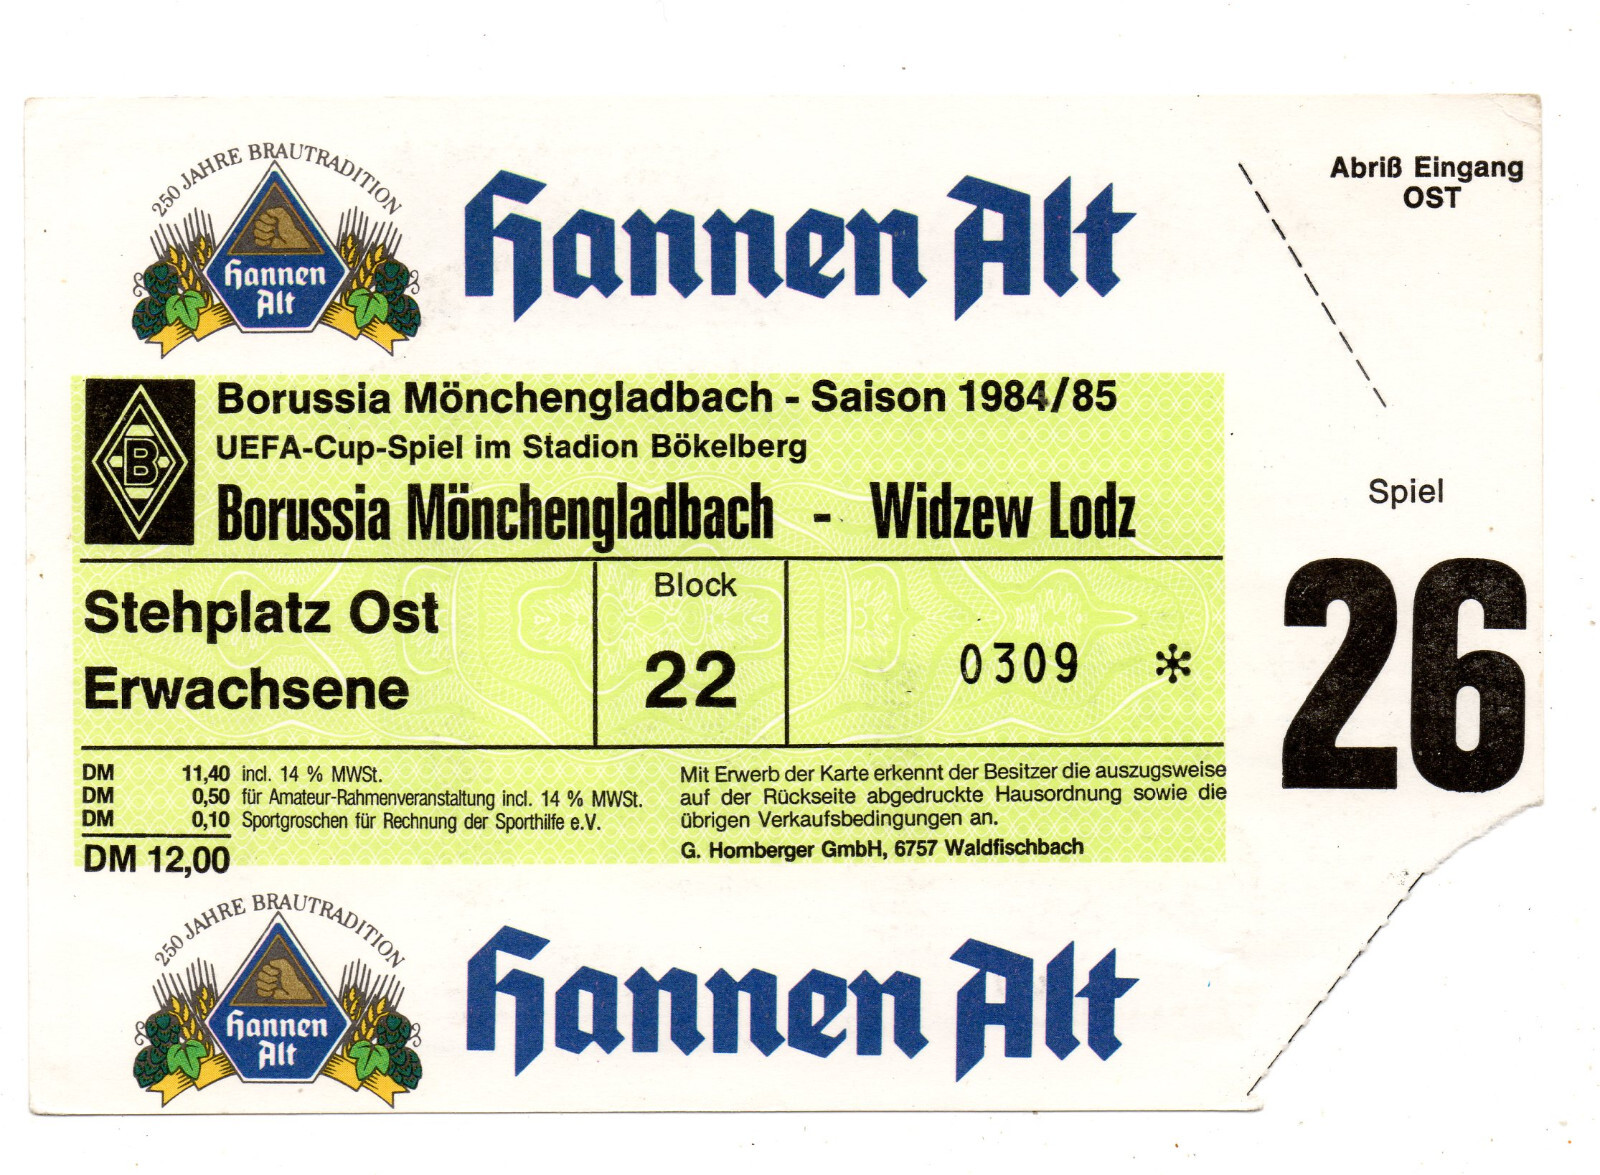 250 JAHRE BRAUTRADITION
Hannen
Alt
Hannen Alt
Abriß Eingang
OST
B
Borussia Mönchengladbach - Saison 1984/85
UEFA-Cup-Spiel im Stadion Bökelberg
Borussia Mönchengladbach - Widzew Lodz
Spiel
26
Stehplatz Ost
Erwachsene
Block
22
0309 *
DM 11,40 incl. 14 % MWSt.
DM 0,50 für Amateur-Rahmenveranstaltung incl. 14 % MWSt.
DM 0,10 Sportgroschen für Rechnung der Sporthilfe e.V.
DM 12,00
Mit Erwerb der Karte erkennt der Besitzer die auszugsweise
auf der Rückseite abgedruckte Hausordnung sowie die
übrigen Verkaufsbedingungen an.
G. Homberger GmbH, 6757 Waldfischbach
250 JAHRE BRAUTRADITION
Hannen
Alt
Hannen Alt